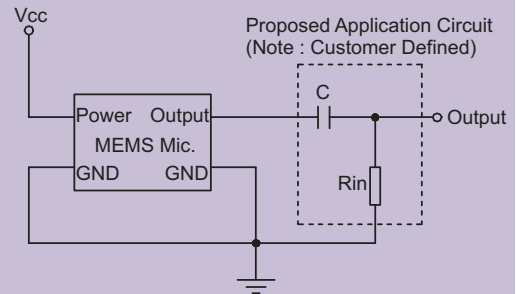 Vcc
Proposed Application Circuit
(Note : Customer Defined)
C
Power Output
Output
MEMS Mic.
GND GND
Rin